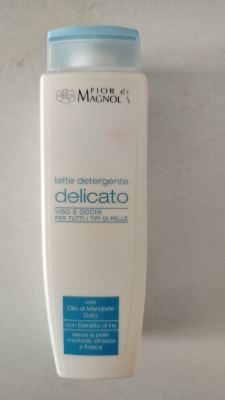 FIOR di
MAGNOLIA
latte detergente
delicato
VISO E OCCHI
PER TUTTI I TIPI DI PELLE
con
Olio di Mandorle
Dolci
con Estratto di Iris
lascia la pelle
morbida, idratata
e fresca